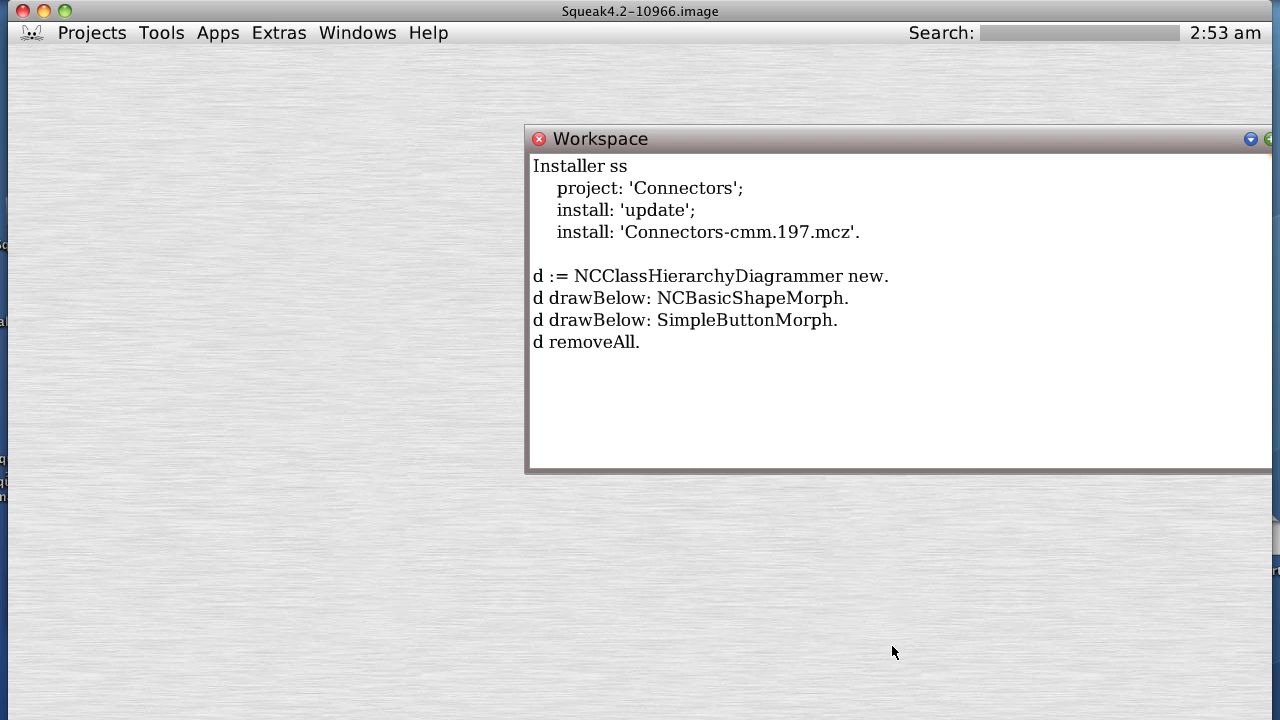 Squeak4.2-10966.image
Projects Tools Apps Extras Windows Help Search: 2:53 am
Workspace
Installer ss
project: 'Connectors';
install: 'update';
install: 'Connectors-cmm.197.mcz'.
d := NCClassHierarchyDiagrammer new.
d drawBelow: NCBasicShapeMorph.
d drawBelow: SimpleButtonMorph.
d removeAll.